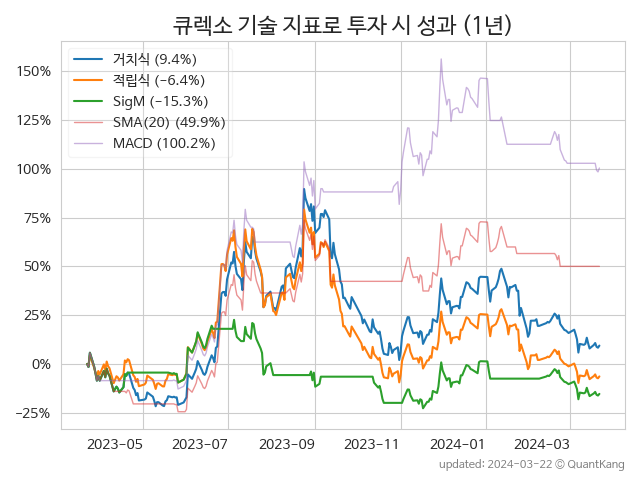 큐렉소 기술 지표로 투자 시 성과 (1년)
거치식 (9.4%)
적립식 (−6.4%)
SigM (−15.3%)
SMA(20) (49.9%)
MACD (100.2%)
150%
125%
100%
75%
50%
25%
0%
−25%
2023−05 2023−07 2023−09 2023−11 2024−01 2024−03
updated: 2024−03−22 © QuantKang